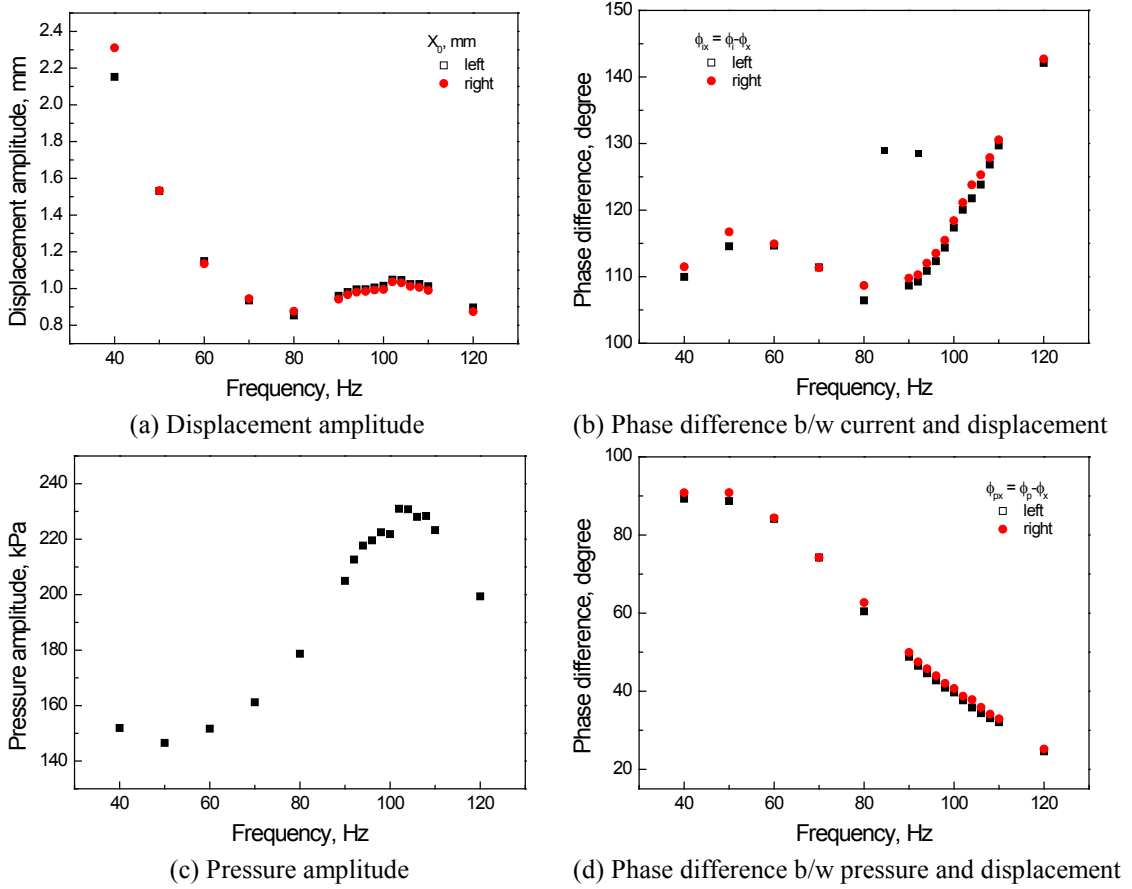 2.4
2.2
2.0
1.8
1.6
1.4
1.2
1.0
0.8
Displacement amplitude, mm
X0, mm
left
right
40 60 80 100 120
Frequency, Hz
(a) Displacement amplitude
150
140
130
120
110
100
Phase difference, degree
ϕix = ϕi-ϕx
left
right
40 60 80 100 120
Frequency, Hz
(b) Phase difference b/w current and displacement
240
220
200
180
160
140
Pressure amplitude, kPa
40 60 80 100 120
Frequency, Hz
(c) Pressure amplitude
100
80
60
40
20
Phase difference, degree
ϕpx = ϕp-ϕx
left
right
40 60 80 100 120
Frequency, Hz
(d) Phase difference b/w pressure and displacement